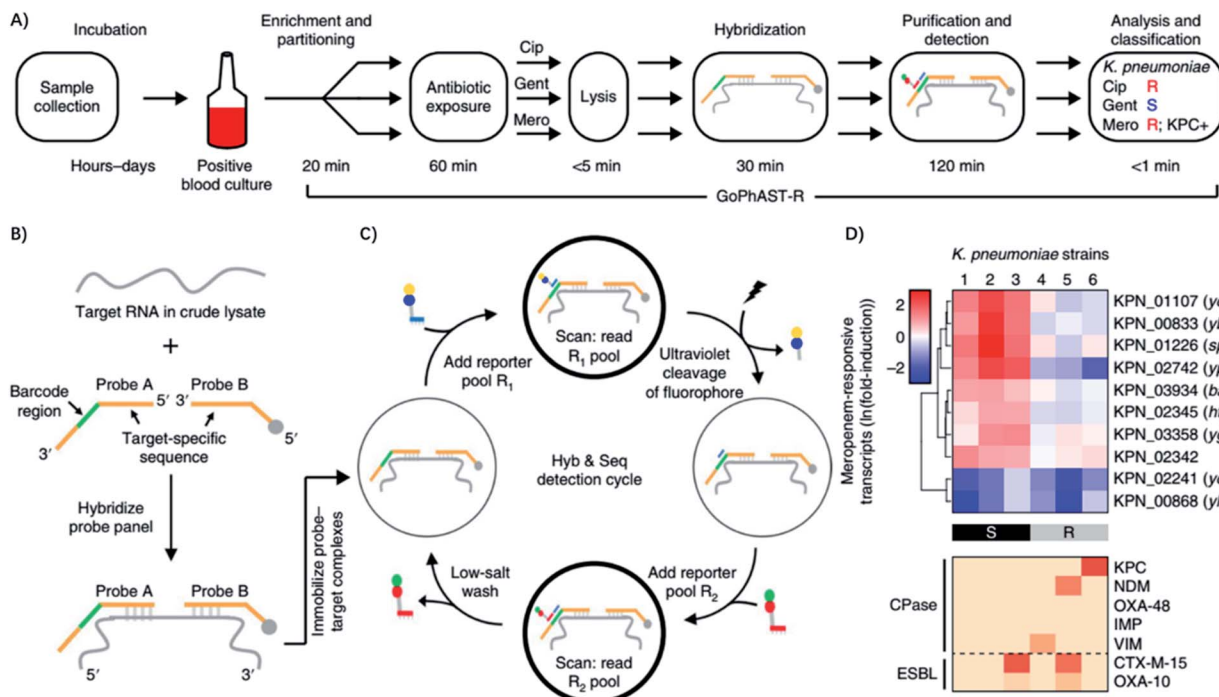 A)
Incubation
Enrichment and
partitioning
Hybridization
Purification and
detection
Analysis and
classification
Sample
collection
Antibiotic
exposure
Cip
Gent
Mero
Lysis
K. pneumoniae
Cip R
Gent S
Mero R; KPC+
Hours–days
Positive
blood culture
20 min
60 min
<5 min
30 min
120 min
<1 min
GoPhAST-R
B)
Target RNA in crude lysate
+
Barcode
region
Probe A
5′ 3′
Probe B
3′
Target-specific
sequence
5′
Hybridize
probe panel
Probe A
Probe B
5′
3′
Immobilize probe–
target complexes
C)
Scan: read
R1 pool
Add reporter
pool R1
Ultraviolet
cleavage
of fluorophore
Hyb & Seq
detection cycle
Low-salt
wash
Add reporter
pool R2
Scan: read
R2 pool
D)
K. pneumoniae strains
1 2 3 4 5 6
2
0
−2
Meropenem-responsive
transcripts (ln(fold-induction))
KPN_01107
KPN_00833
KPN_01226
KPN_02742
KPN_03934
KPN_02345
KPN_03358
KPN_02342
KPN_02241
KPN_00868
S
R
CPase
KPC
NDM
OXA-48
IMP
VIM
ESBL
CTX-M-15
OXA-10